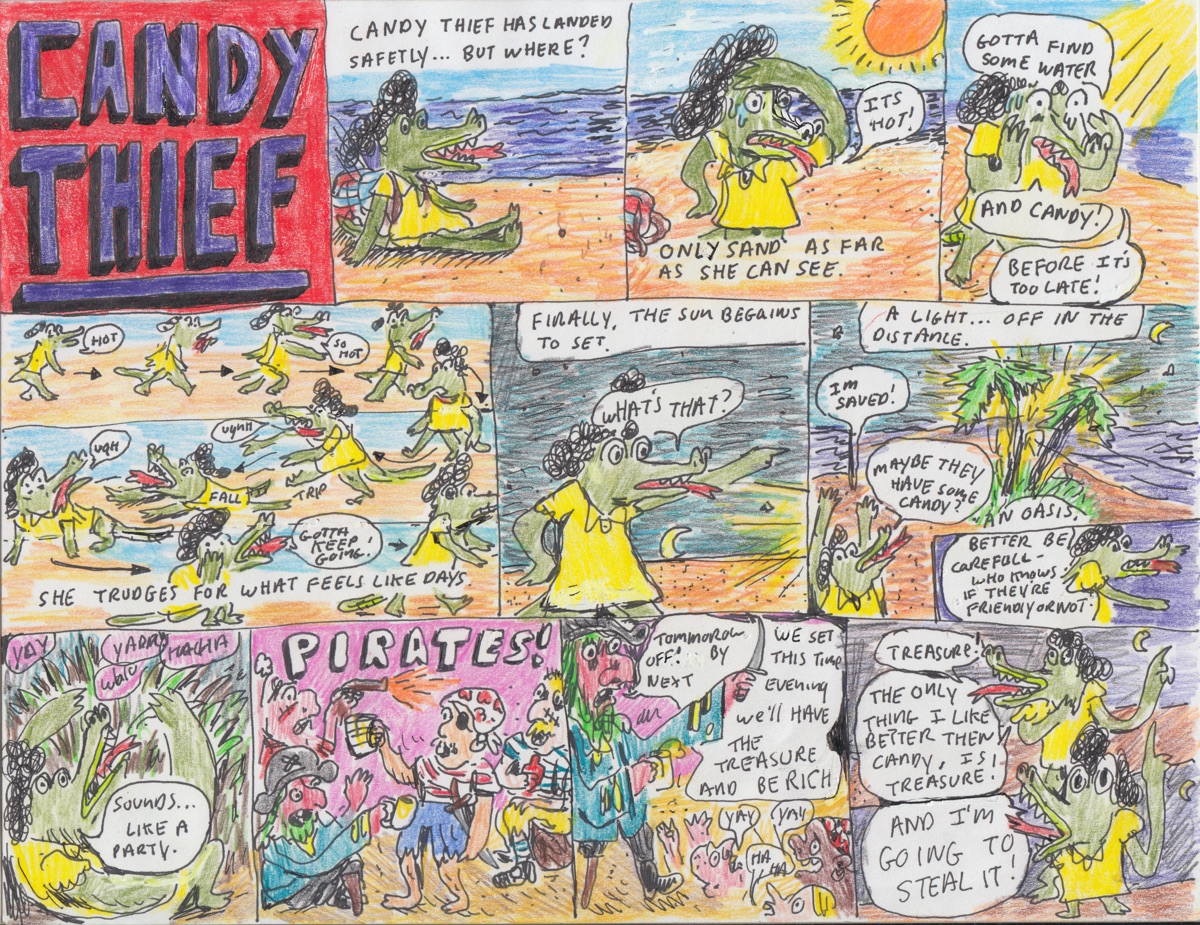 CANDY
THIEF
CANDY THIEF HAS LANDED
SAFETLY... BUT WHERE?
ITS
HOT!
ONLY SAND AS FAR
AS SHE CAN SEE.
GOTTA FIND
SOME WATER
AND CANDY!
BEFORE IT'S
TOO LATE!
HOT
SO
HOT
UGHH
TRIP
FALL
UGH
GOTTA
KEEP
GOING!
SHE TRUDGES FOR WHAT FEELS LIKE DAYS
FINALLY, THE SUN BEGAINS
TO SET.
WHAT'S THAT?
A LIGHT... OFF IN THE
DISTANCE.
I'M
SAVED!
MAYBE THEY
HAVE SOME
CANDY?
AN OASIS.
BETTER BE
CAREFULL -
WHO KNOWS
IF THEY'RE
FRIENDLY OR NOT.
YAY
YADA
HAHA
SOUNDS...
LIKE A
PARTY.
PIRATES!
TOMMOROW
OFF! BY
NEXT
WE SET
THIS TIME
EVENING
WE'LL HAVE
THE
TREASURE
AND BE RICH
YAY
YAY
HA
HA
TREASURE!
THE ONLY
THING I LIKE
BETTER THEN
CANDY, IS
TREASURE!
AND I'M
GOING TO
STEAL IT!